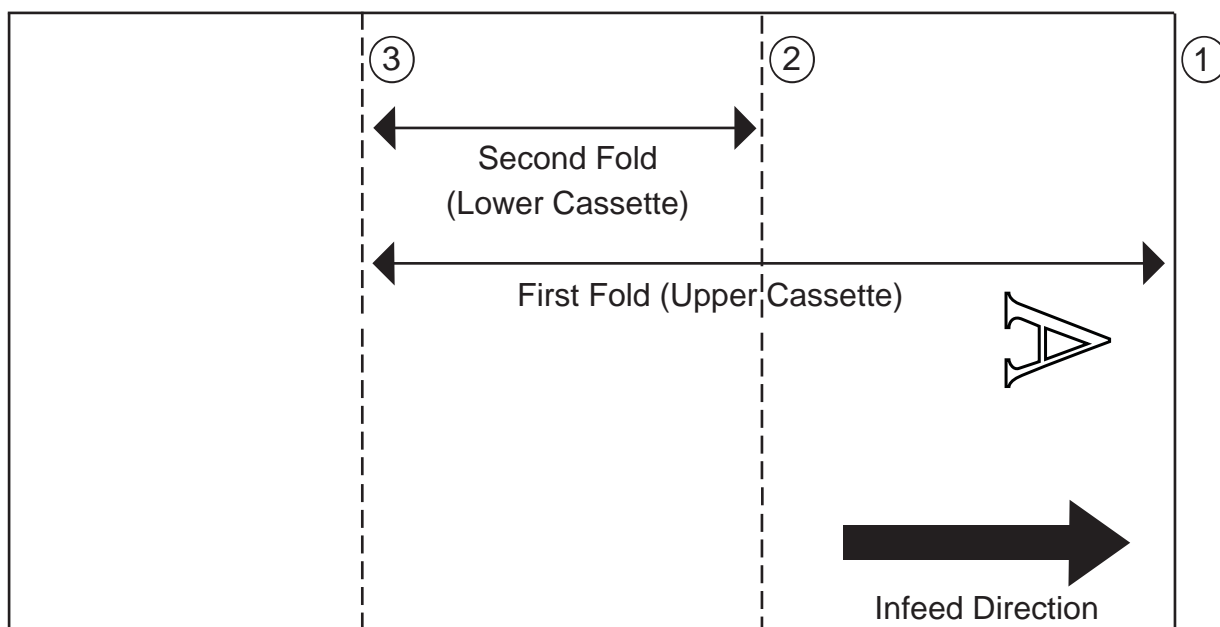 ③ ② ①
Second Fold
(Lower Cassette)
First Fold (Upper Cassette)
A
Infeed Direction